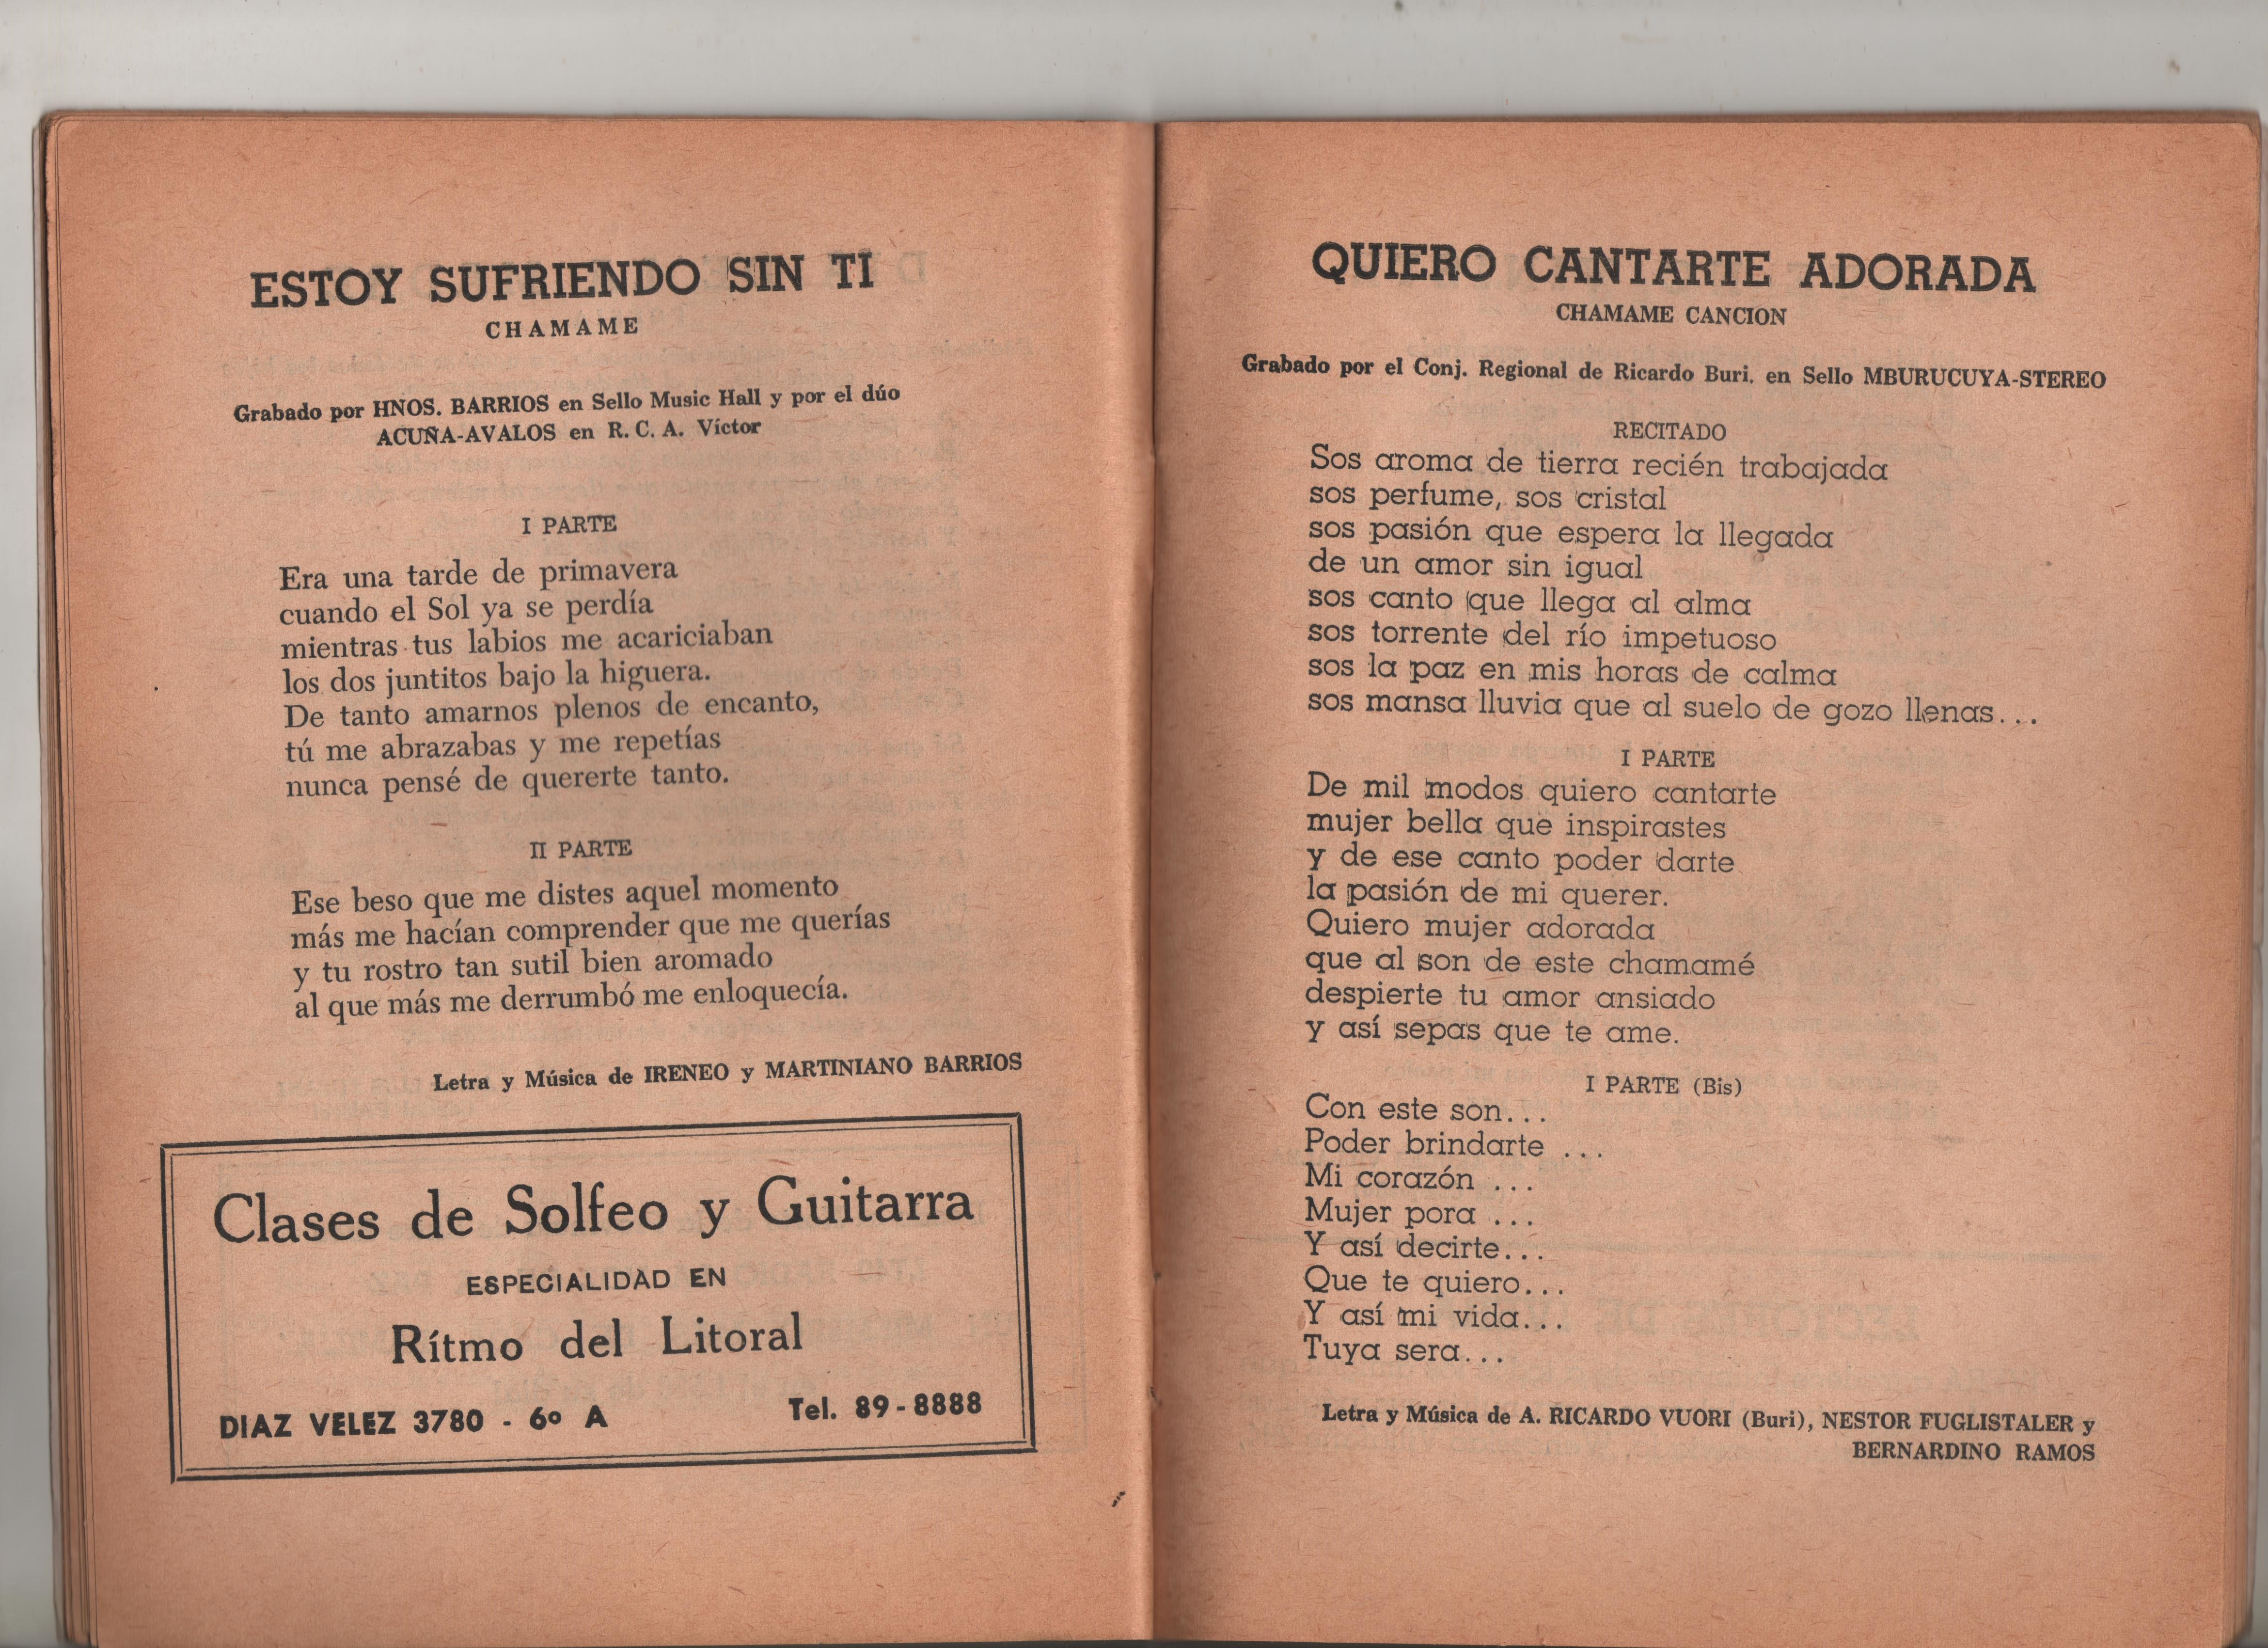 ESTOY SUFRIENDO SIN TI
CHAMAME
Grabado por HNOS. BARRIOS en Sello Music Hall y por el dúo
ACUÑA-AVALOS en R. C. A. Víctor
I PARTE
Era una tarde de primavera
cuando el Sol ya se perdía
mientras tus labios me acariciaban
los dos juntitos bajo la higuera.
De tanto amarnos plenos de encanto,
tú me abrazabas y me repetías
nunca pensé de quererte tanto.
II PARTE
Ese beso que me distes aquel momento
más me hacían comprender que me querías
y tu rostro tan sutil bien aromado
al que más me derrumbó me enloquecía.
Letra y Música de IRENEO y MARTINIANO BARRIOS
Clases de Solfeo y Guitarra
ESPECIALIDAD EN
Rítmo del Litoral
DIAZ VELEZ 3780 - 6º A Tel. 89-8888
QUIERO CANTARTE ADORADA
CHAMAME CANCION
Grabado por el Conj. Regional de Ricardo Buri. en Sello MBURUCUYA-STEREO
RECITADO
Sos aroma de tierra recién trabajada
sos perfume, sos cristal
sos pasión que espera la llegada
de un amor sin igual
sos canto que llega al alma
sos torrente del río impetuoso
sos la paz en mis horas de calma
sos mansa lluvia que al suelo de gozo llenas...
I PARTE
De mil modos quiero cantarte
mujer bella que inspirastes
y de ese canto poder darte
la pasión de mi querer.
Quiero mujer adorada
que al son de este chamamé
despierte tu amor ansiado
y así sepas que te ame.
I PARTE (Bis)
Con este son...
Poder brindarte ...
Mi corazón ...
Mujer pora ...
Y así decirte...
Que te quiero...
Y así mi vida...
Tuya sera...
Letra y Música de A. RICARDO VUORI (Buri), NESTOR FUGLISTALER y
BERNARDINO RAMOS